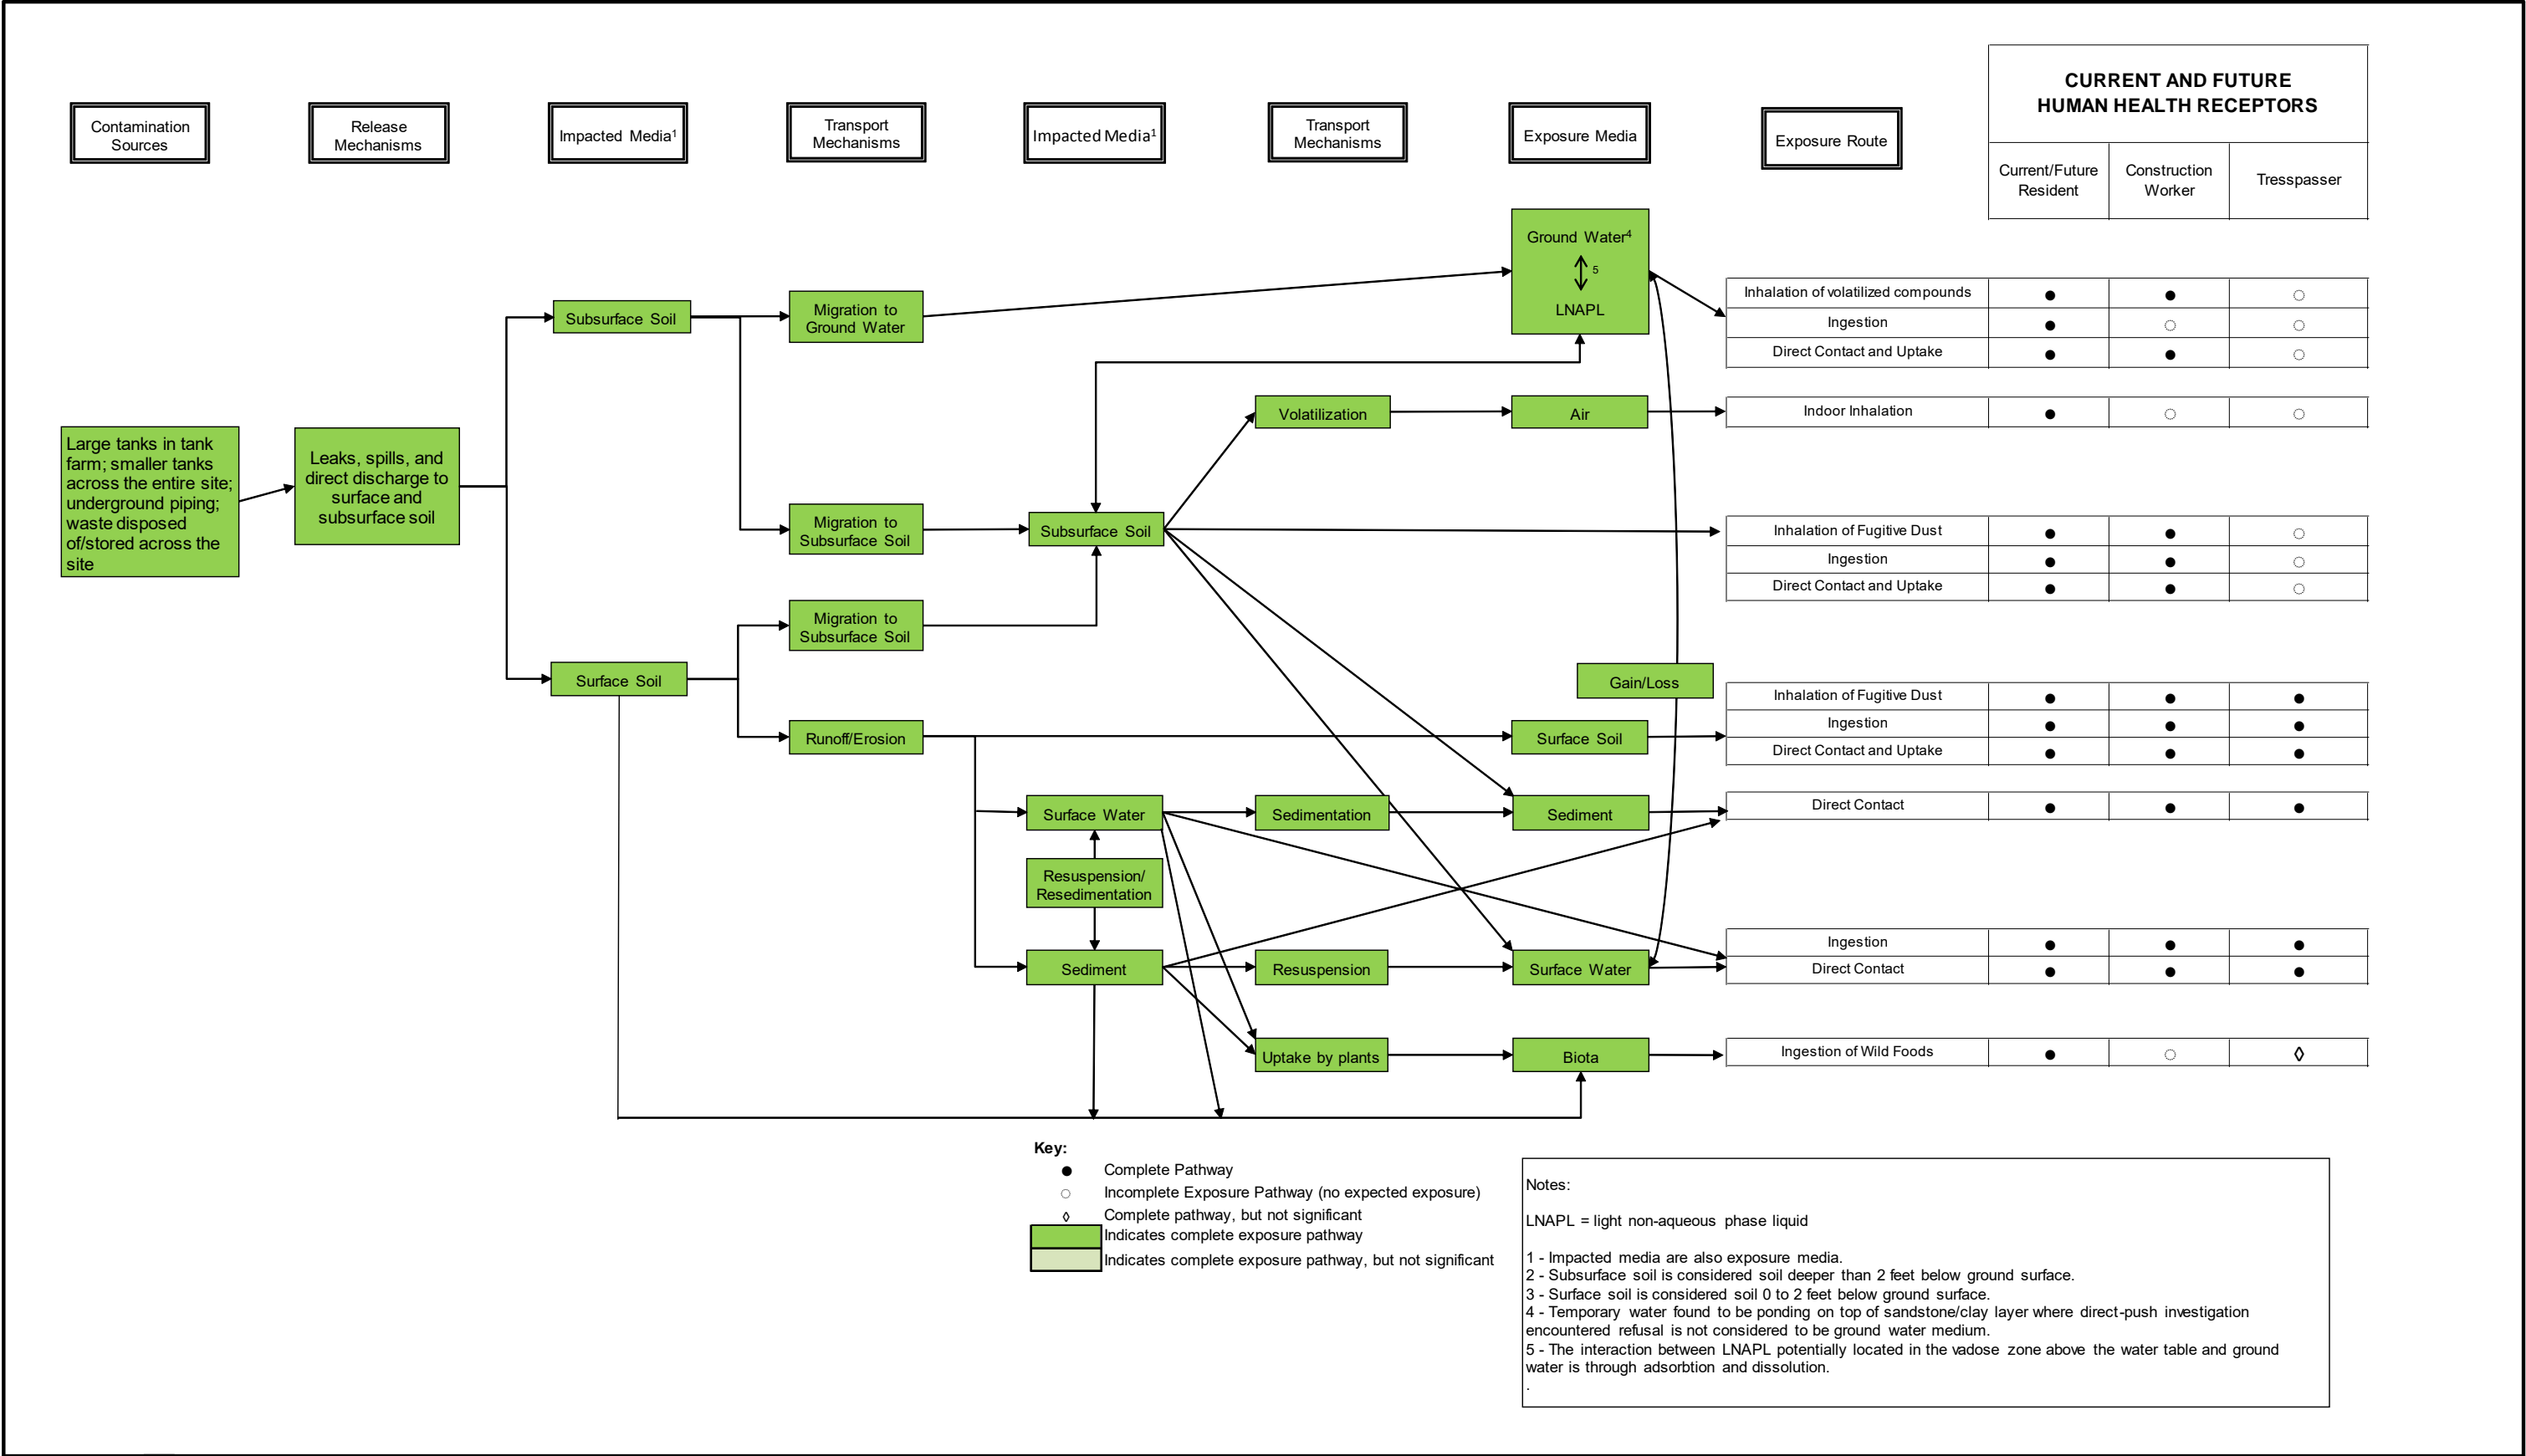 CURRENT AND FUTURE
HUMAN HEALTH RECEPTORS
Contamination
Sources
Release
Mechanisms
Impacted Media¹
Transport
Mechanisms
Impacted Media¹
Transport
Mechanisms
Exposure Media
Exposure Route
Current/Future
Resident
Construction
Worker
Tresspasser
Ground Water⁴
5
LNAPL
Inhalation of volatilized compounds
Ingestion
Direct Contact and Uptake
Subsurface Soil
Migration to
Ground Water
Volatilization
Air
Indoor Inhalation
Large tanks in tank
farm; smaller tanks
across the entire site;
underground piping;
waste disposed
of/stored across the
site
Leaks, spills, and
direct discharge to
surface and
subsurface soil
Migration to
Subsurface Soil
Subsurface Soil
Inhalation of Fugitive Dust
Ingestion
Direct Contact and Uptake
Migration to
Subsurface Soil
Surface Soil
Gain/Loss
Runoff/Erosion
Surface Soil
Inhalation of Fugitive Dust
Ingestion
Direct Contact and Uptake
Surface Water
Sedimentation
Sediment
Direct Contact
Resuspension/
Resedimentation
Sediment
Resuspension
Surface Water
Ingestion
Direct Contact
Uptake by plants
Biota
Ingestion of Wild Foods
Key:
Complete Pathway
Incomplete Exposure Pathway (no expected exposure)
Complete pathway, but not significant
Indicates complete exposure pathway
Indicates complete exposure pathway, but not significant
Notes:
LNAPL = light non-aqueous phase liquid
1 - Impacted media are also exposure media.
2 - Subsurface soil is considered soil deeper than 2 feet below ground surface.
3 - Surface soil is considered soil 0 to 2 feet below ground surface.
4 - Temporary water found to be ponding on top of sandstone/clay layer where direct-push investigation
encountered refusal is not considered to be ground water medium.
5 - The interaction between LNAPL potentially located in the vadose zone above the water table and ground
water is through adsorbtion and dissolution.
.